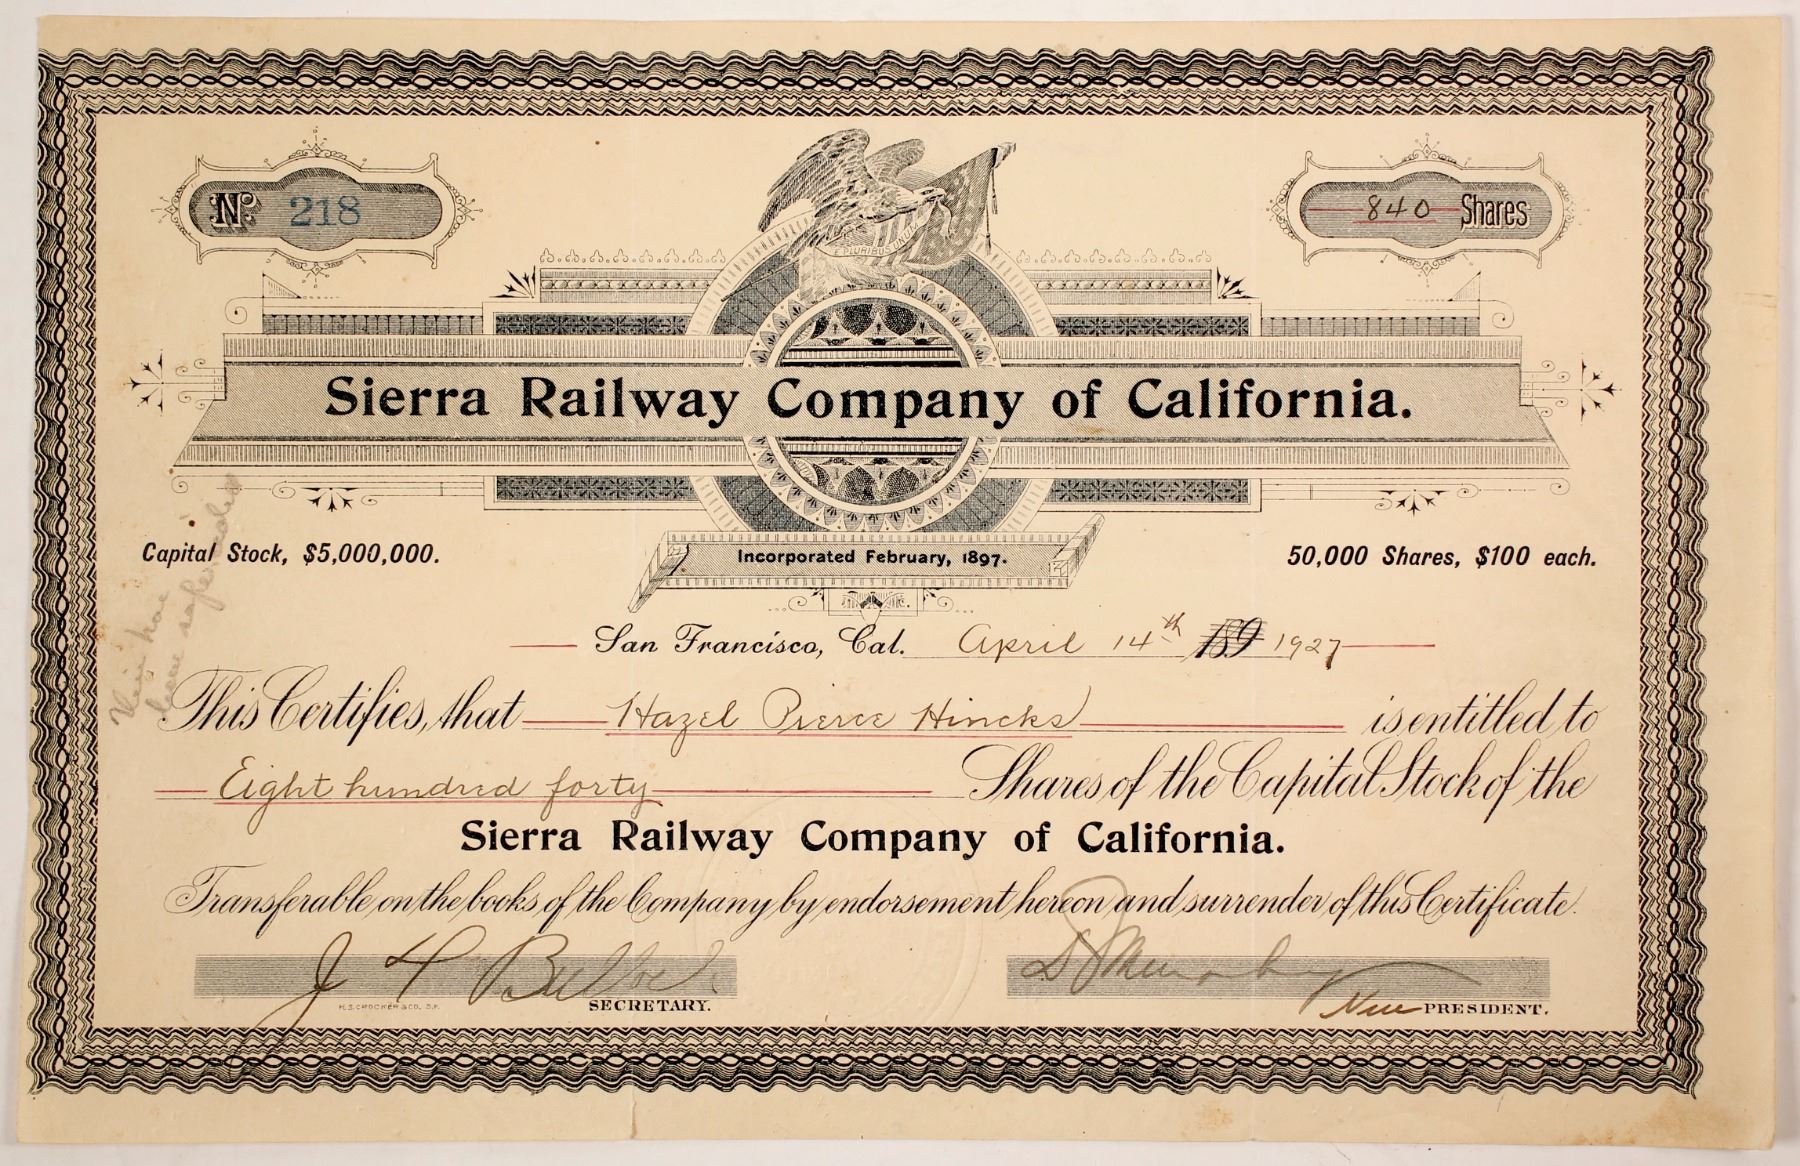 No 218
840 Shares
E PLURIBUS UNUM
Sierra Railway Company of California.
Capital Stock, $5,000,000.
Incorporated February, 1897.
50,000 Shares, $100 each.
San Francisco, Cal. April 14th 189 1927
This Certifies, that Hazel Pierce Hincks is entitled to
Eight hundred forty Shares of the Capital Stock of the
Sierra Railway Company of California.
Transferable on the books of the Company by endorsement hereon and surrender of this Certificate.
J T Bullock
H.S. CROCKER & CO. S.F.
SECRETARY.
Vice PRESIDENT.